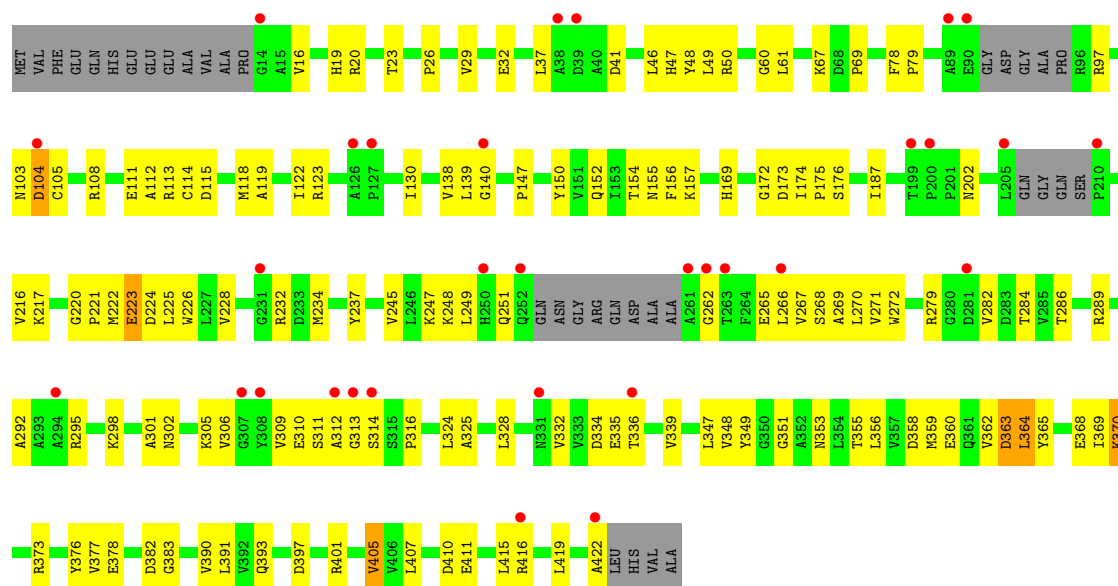 MET VAL PHE GLU GLN HIS GLU GLU GLU ALA VAL ALA PRO G14 A15 V16 H19 R20 T23 P26 V29 E32 L37 A38 D39 A40 D41 L46 H47 Y48 L49 R50 G60 L61 K67 D68 P69 F78 P79 A89 E90 GLY ASP GLY ALA PRO R96 R97
N103 D104 C105 R108 E111 A112 R113 C114 D115 M118 A119 I122 R123 A126 P127 I130 V138 L139 G140 P147 Y150 V151 Q152 I153 T154 N155 F156 K157 H169 G172 D173 I174 P175 S176 I187 T199 P200 P201 N202 L205 GLN GLY GLN SER P210
V216 K217 G220 P221 M222 E223 D224 L225 W226 L227 V228 G231 R232 D233 M234 Y237 V245 L246 K247 K248 L249 H250 Q251 Q252 GLN ASN GLY ARG GLN ASP ALA ALA A261 G262 T263 F264 E265 L266 V267 S268 A269 L270 V271 W272 R279 G280 D281 V282 D283 T284 V285 T286 R289
A292 A293 A294 R295 K298 A301 N302 K305 V306 G307 Y308 V309 E310 S311 A312 G313 S314 S315 P316 L324 A325 L328 N331 V332 V333 D334 E335 T336 V339 L347 V348 Y349 G350 G351 A352 N353 L354 T355 L356 V357 D358 M359 E360 Q361 V362 D363 L364 Y365 E368 I369 K370
R373 Y376 V377 E378 D382 G383 V390 L391 V392 Q393 D397 R401 V405 V406 L407 D410 E411 L415 R416 L419 A422 LEU HIS VAL ALA